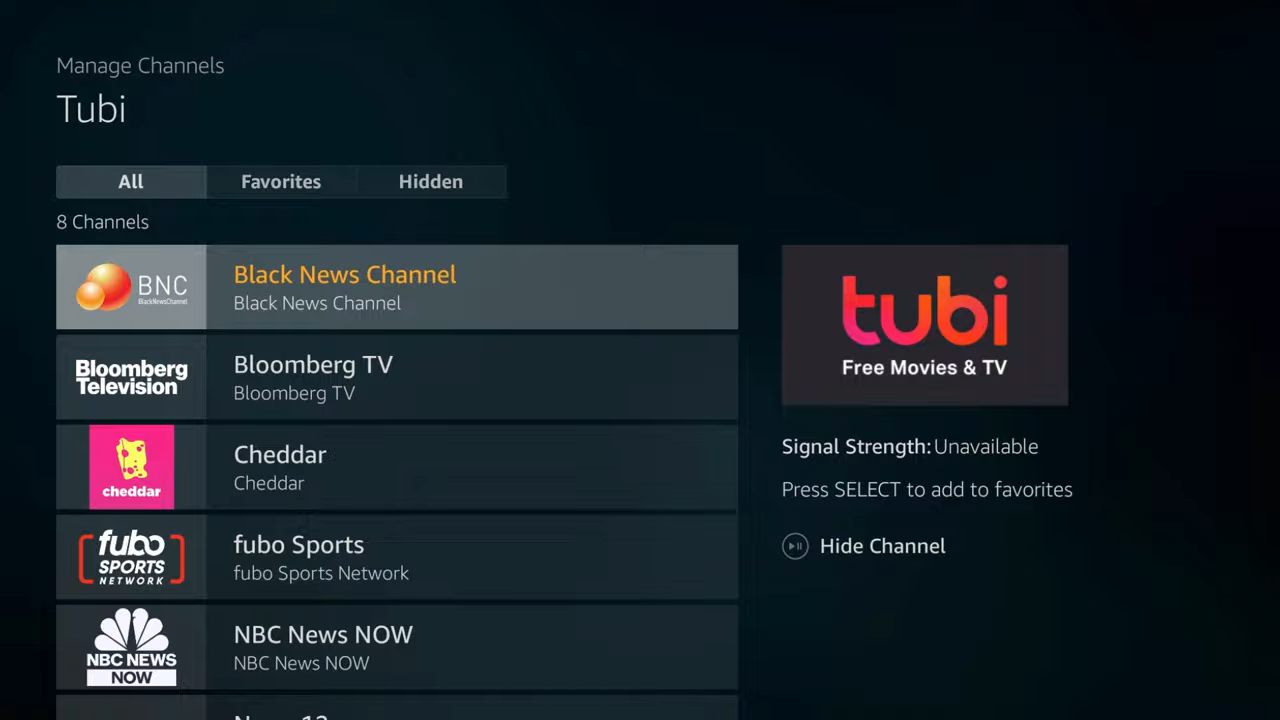 Manage Channels
Tubi
All
Favorites
Hidden
8 Channels
BNC
BlackNewsChannel
Black News Channel
Black News Channel
Bloomberg
Television
Bloomberg TV
Bloomberg TV
cheddar
Cheddar
Cheddar
fubo
SPORTS
NETWORK
fubo Sports
fubo Sports Network
NBC NEWS
NOW
NBC News NOW
NBC News NOW
tubi
Free Movies & TV
Signal Strength: Unavailable
Press SELECT to add to favorites
Hide Channel